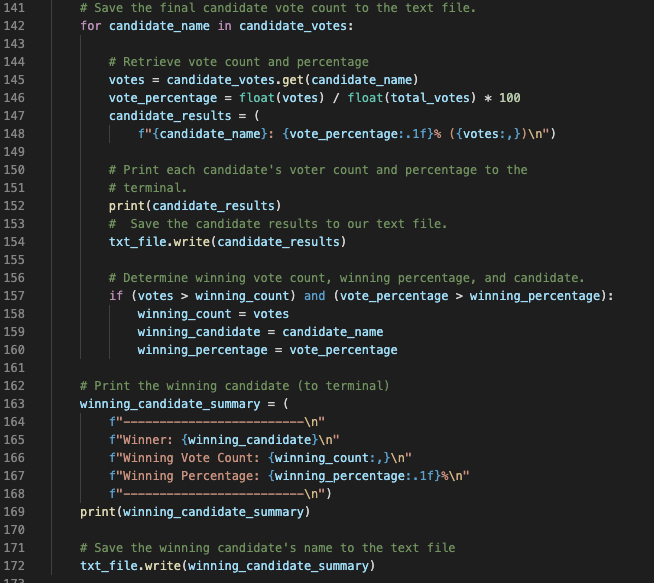 141 # Save the final candidate vote count to the text file.
142 for candidate_name in candidate_votes:
143
144 # Retrieve vote count and percentage
145 votes = candidate_votes.get(candidate_name)
146 vote_percentage = float(votes) / float(total_votes) * 100
147 candidate_results = (
148 f"{candidate_name}: {vote_percentage:.1f}% ({votes:,})\n")
149
150 # Print each candidate's voter count and percentage to the
151 # terminal.
152 print(candidate_results)
153 #  Save the candidate results to our text file.
154 txt_file.write(candidate_results)
155
156 # Determine winning vote count, winning percentage, and candidate.
157 if (votes > winning_count) and (vote_percentage > winning_percentage):
158 winning_count = votes
159 winning_candidate = candidate_name
160 winning_percentage = vote_percentage
161
162 # Print the winning candidate (to terminal)
163 winning_candidate_summary = (
164 f"-------------------------\n"
165 f"Winner: {winning_candidate}\n"
166 f"Winning Vote Count: {winning_count:,}\n"
167 f"Winning Percentage: {winning_percentage:.1f}%\n"
168 f"-------------------------\n")
169 print(winning_candidate_summary)
170
171 # Save the winning candidate's name to the text file
172 txt_file.write(winning_candidate_summary)